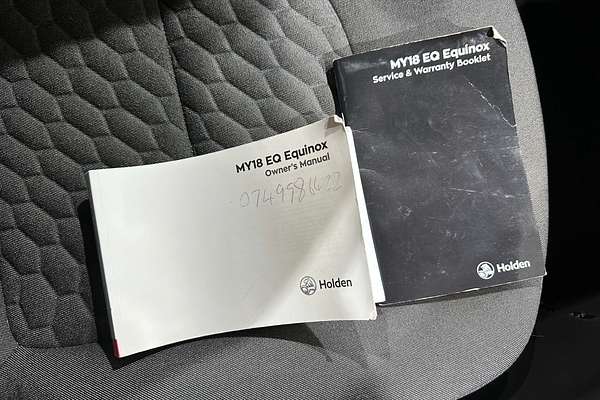 MY18 EQ Equinox
Owner's Manual
Holden
MY18 EQ Equinox
Service & Warranty Booklet
Holden